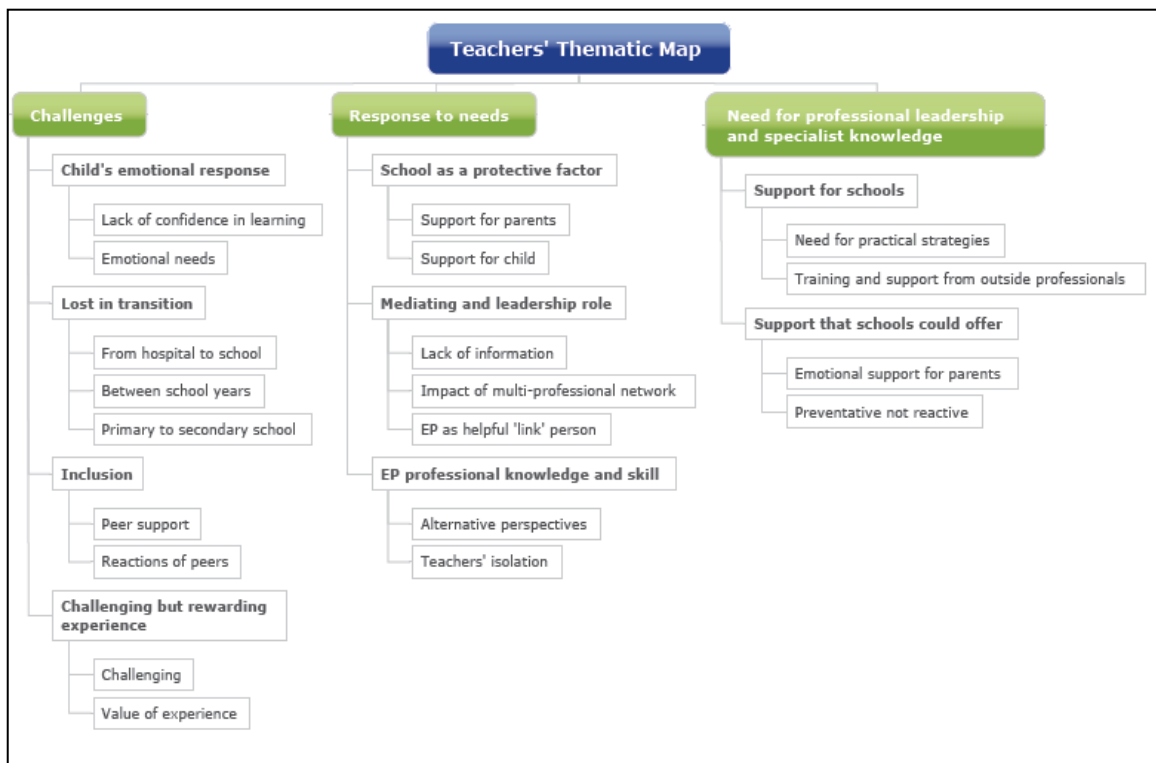 Teachers' Thematic Map
Challenges
Child's emotional response
Lack of confidence in learning
Emotional needs
Lost in transition
From hospital to school
Between school years
Primary to secondary school
Inclusion
Peer support
Reactions of peers
Challenging but rewarding
experience
Challenging
Value of experience
Response to needs
School as a protective factor
Support for parents
Support for child
Mediating and leadership role
Lack of information
Impact of multi-professional network
EP as helpful 'link' person
EP professional knowledge and skill
Alternative perspectives
Teachers' isolation
Need for professional leadership
and specialist knowledge
Support for schools
Need for practical strategies
Training and support from outside professionals
Support that schools could offer
Emotional support for parents
Preventative not reactive